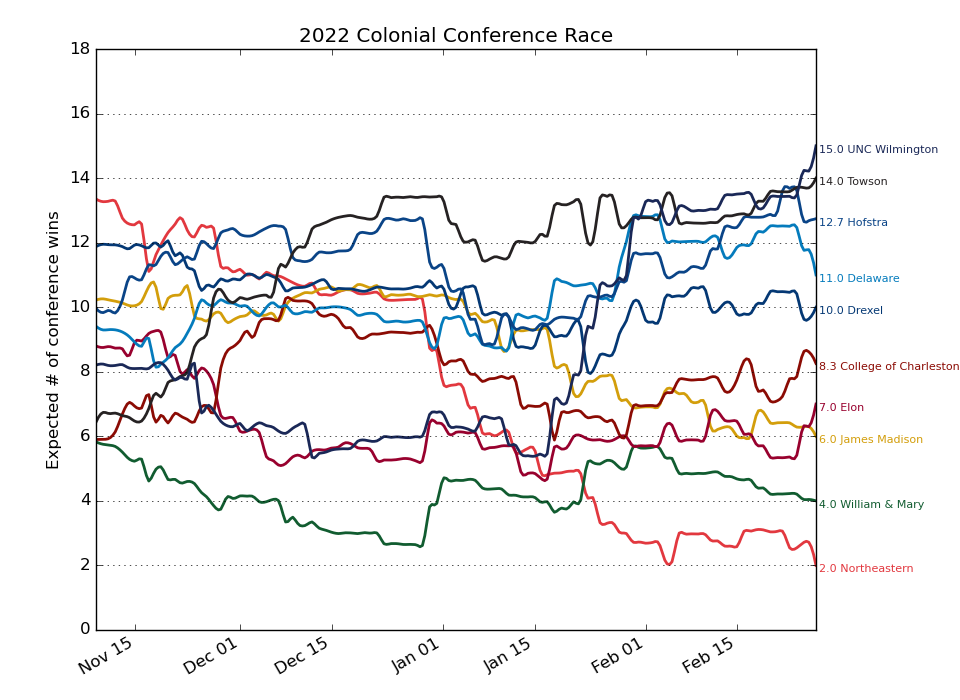 2022 Colonial Conference Race
Expected # of conference wins
18
16
14
12
10
8
6
4
2
0
15.0 UNC Wilmington
14.0 Towson
12.7 Hofstra
11.0 Delaware
10.0 Drexel
8.3 College of Charleston
7.0 Elon
6.0 James Madison
4.0 William & Mary
2.0 Northeastern
Nov 15
Dec 01
Dec 15
Jan 01
Jan 15
Feb 01
Feb 15